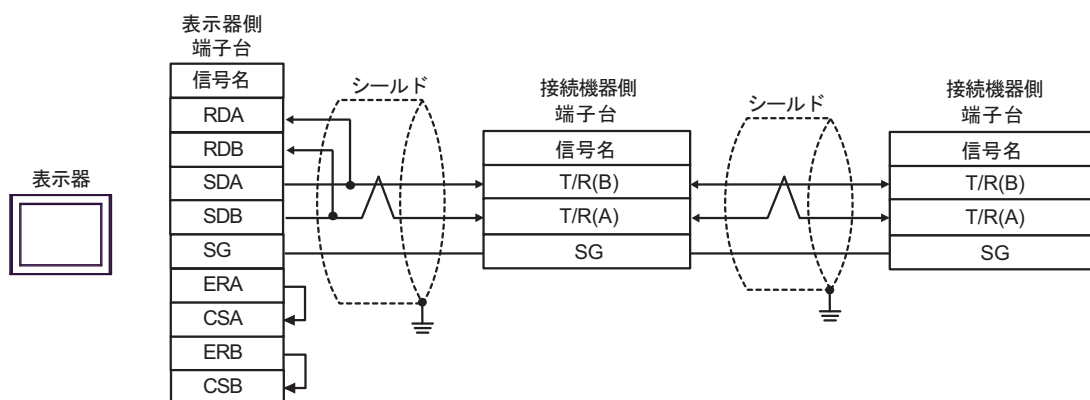 表示器
表示器側
端子台
信号名
RDA
RDB
SDA
SDB
SG
ERA
CSA
ERB
CSB
シールド
接続機器側
端子台
信号名
T/R(B)
T/R(A)
SG
シールド
接続機器側
端子台
信号名
T/R(B)
T/R(A)
SG